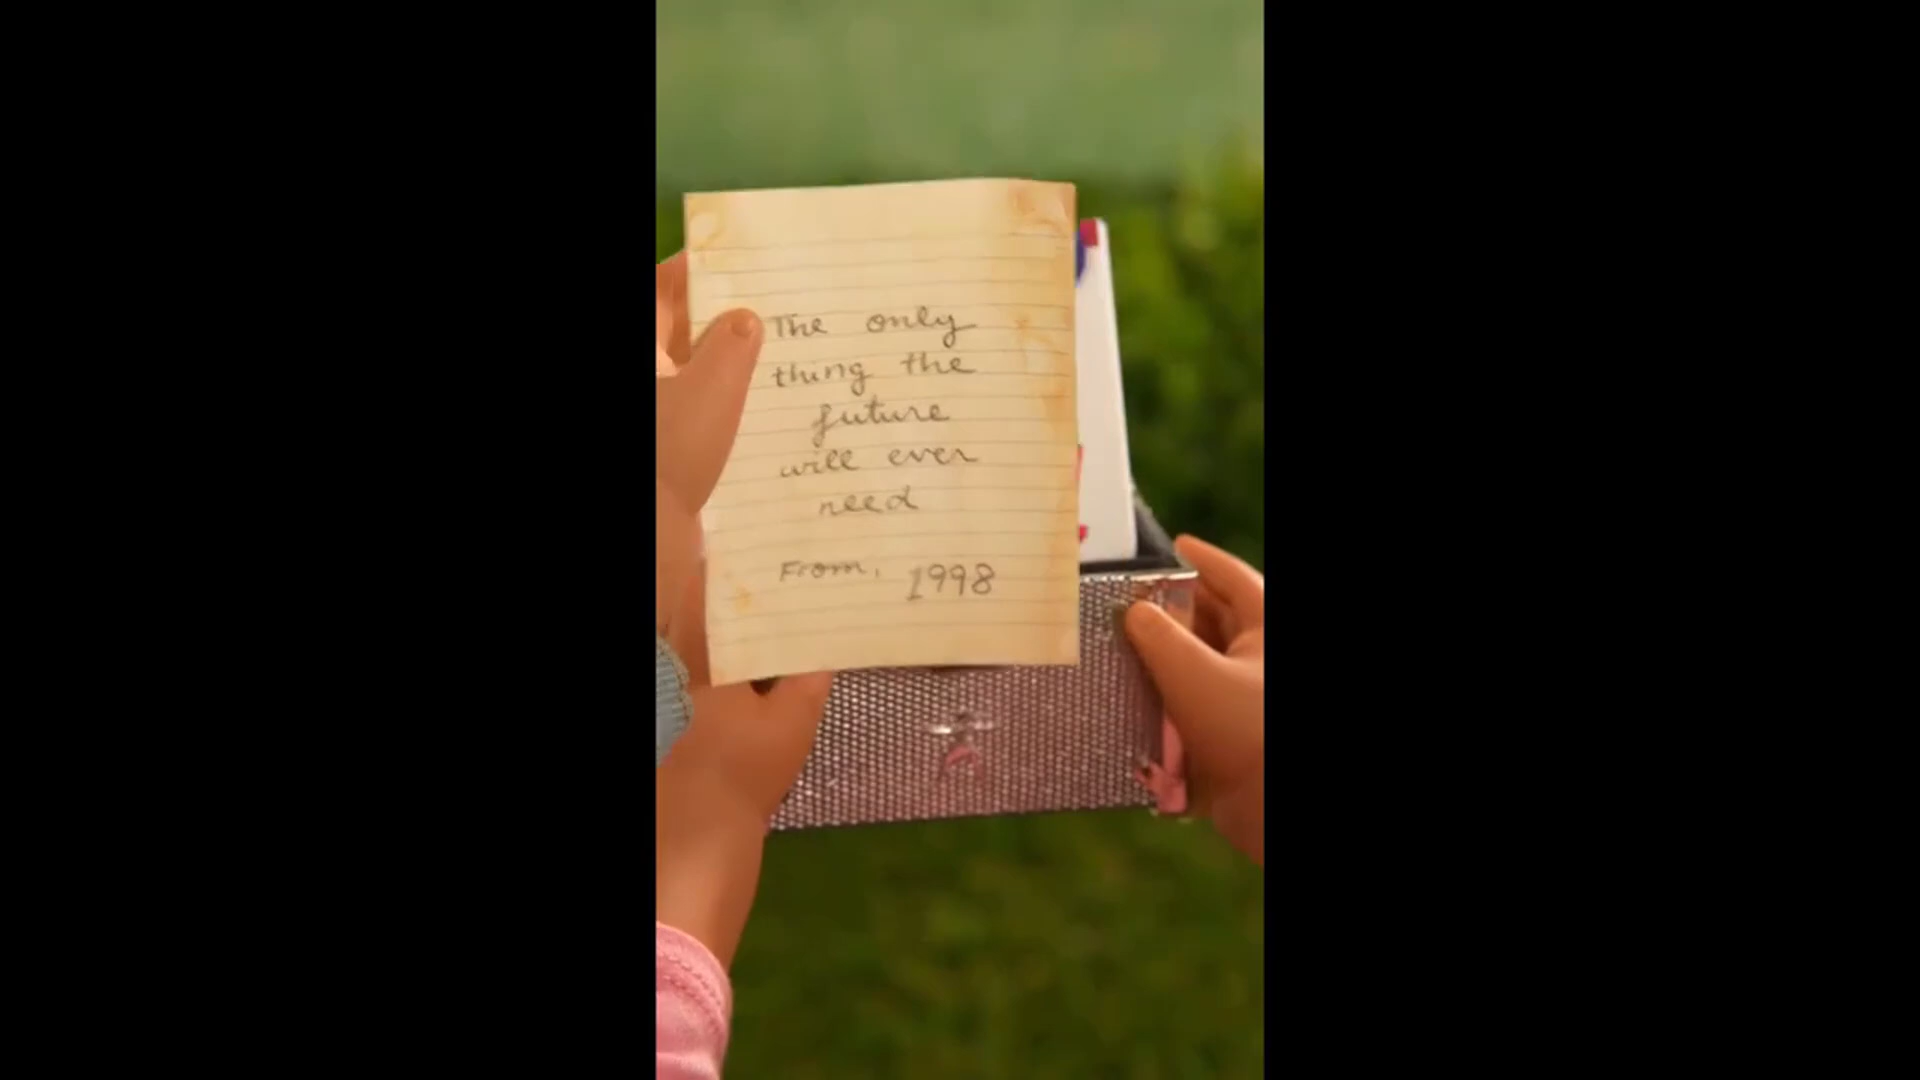 The only
thing the
future
will ever
need
From, 1998